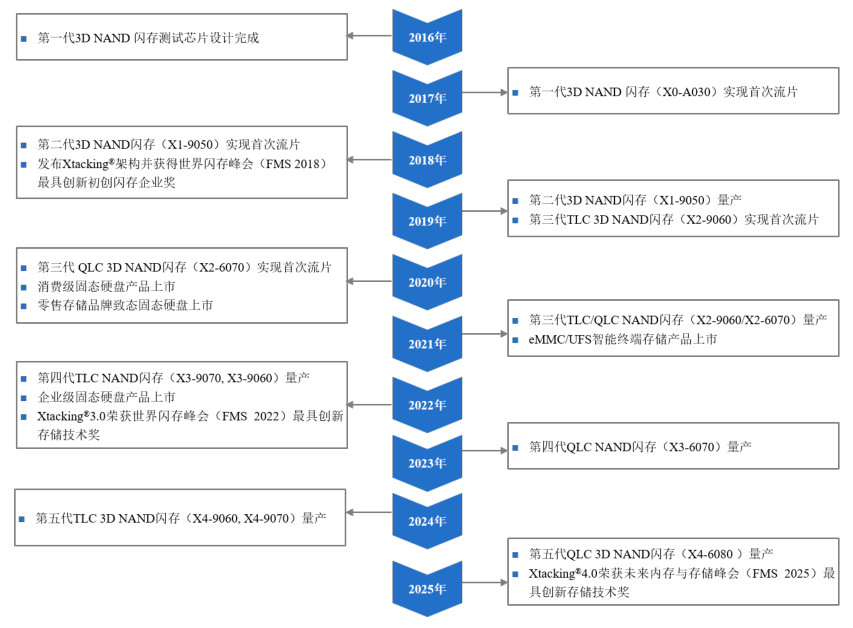 2016年
第一代3D NAND 闪存测试芯片设计完成
2017年
第一代3D NAND 闪存（X0-A030）实现首次流片
2018年
第二代3D NAND闪存（X1-9050）实现首次流片
发布Xtacking®架构并获得世界闪存峰会（FMS 2018）
最具创新初创闪存企业奖
2019年
第二代3D NAND闪存（X1-9050）量产
第三代TLC 3D NAND闪存（X2-9060）实现首次流片
2020年
第三代 QLC 3D NAND闪存（X2-6070）实现首次流片
消费级固态硬盘产品上市
零售存储品牌致态固态硬盘上市
2021年
第三代TLC/QLC NAND闪存（X2-9060/X2-6070）量产
eMMC/UFS智能终端存储产品上市
2022年
第四代TLC NAND闪存（X3-9070, X3-9060）量产
企业级固态硬盘产品上市
Xtacking®3.0荣获世界闪存峰会（FMS 2022）最具创新
存储技术奖
2023年
第四代QLC NAND闪存（X3-6070）量产
2024年
第五代TLC 3D NAND闪存（X4-9060, X4-9070）量产
2025年
第五代QLC 3D NAND闪存（X4-6080 ）量产
Xtacking®4.0荣获未来内存与存储峰会（FMS 2025）最
具创新存储技术奖